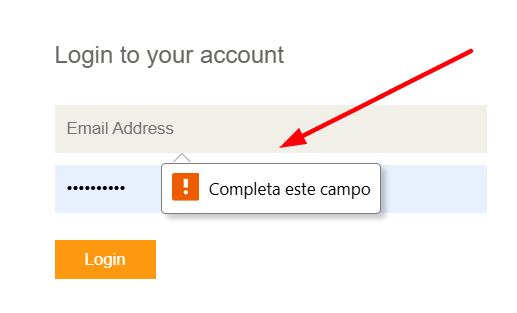 Login to your account
Email Address
••••••••••
! Completa este campo
Login